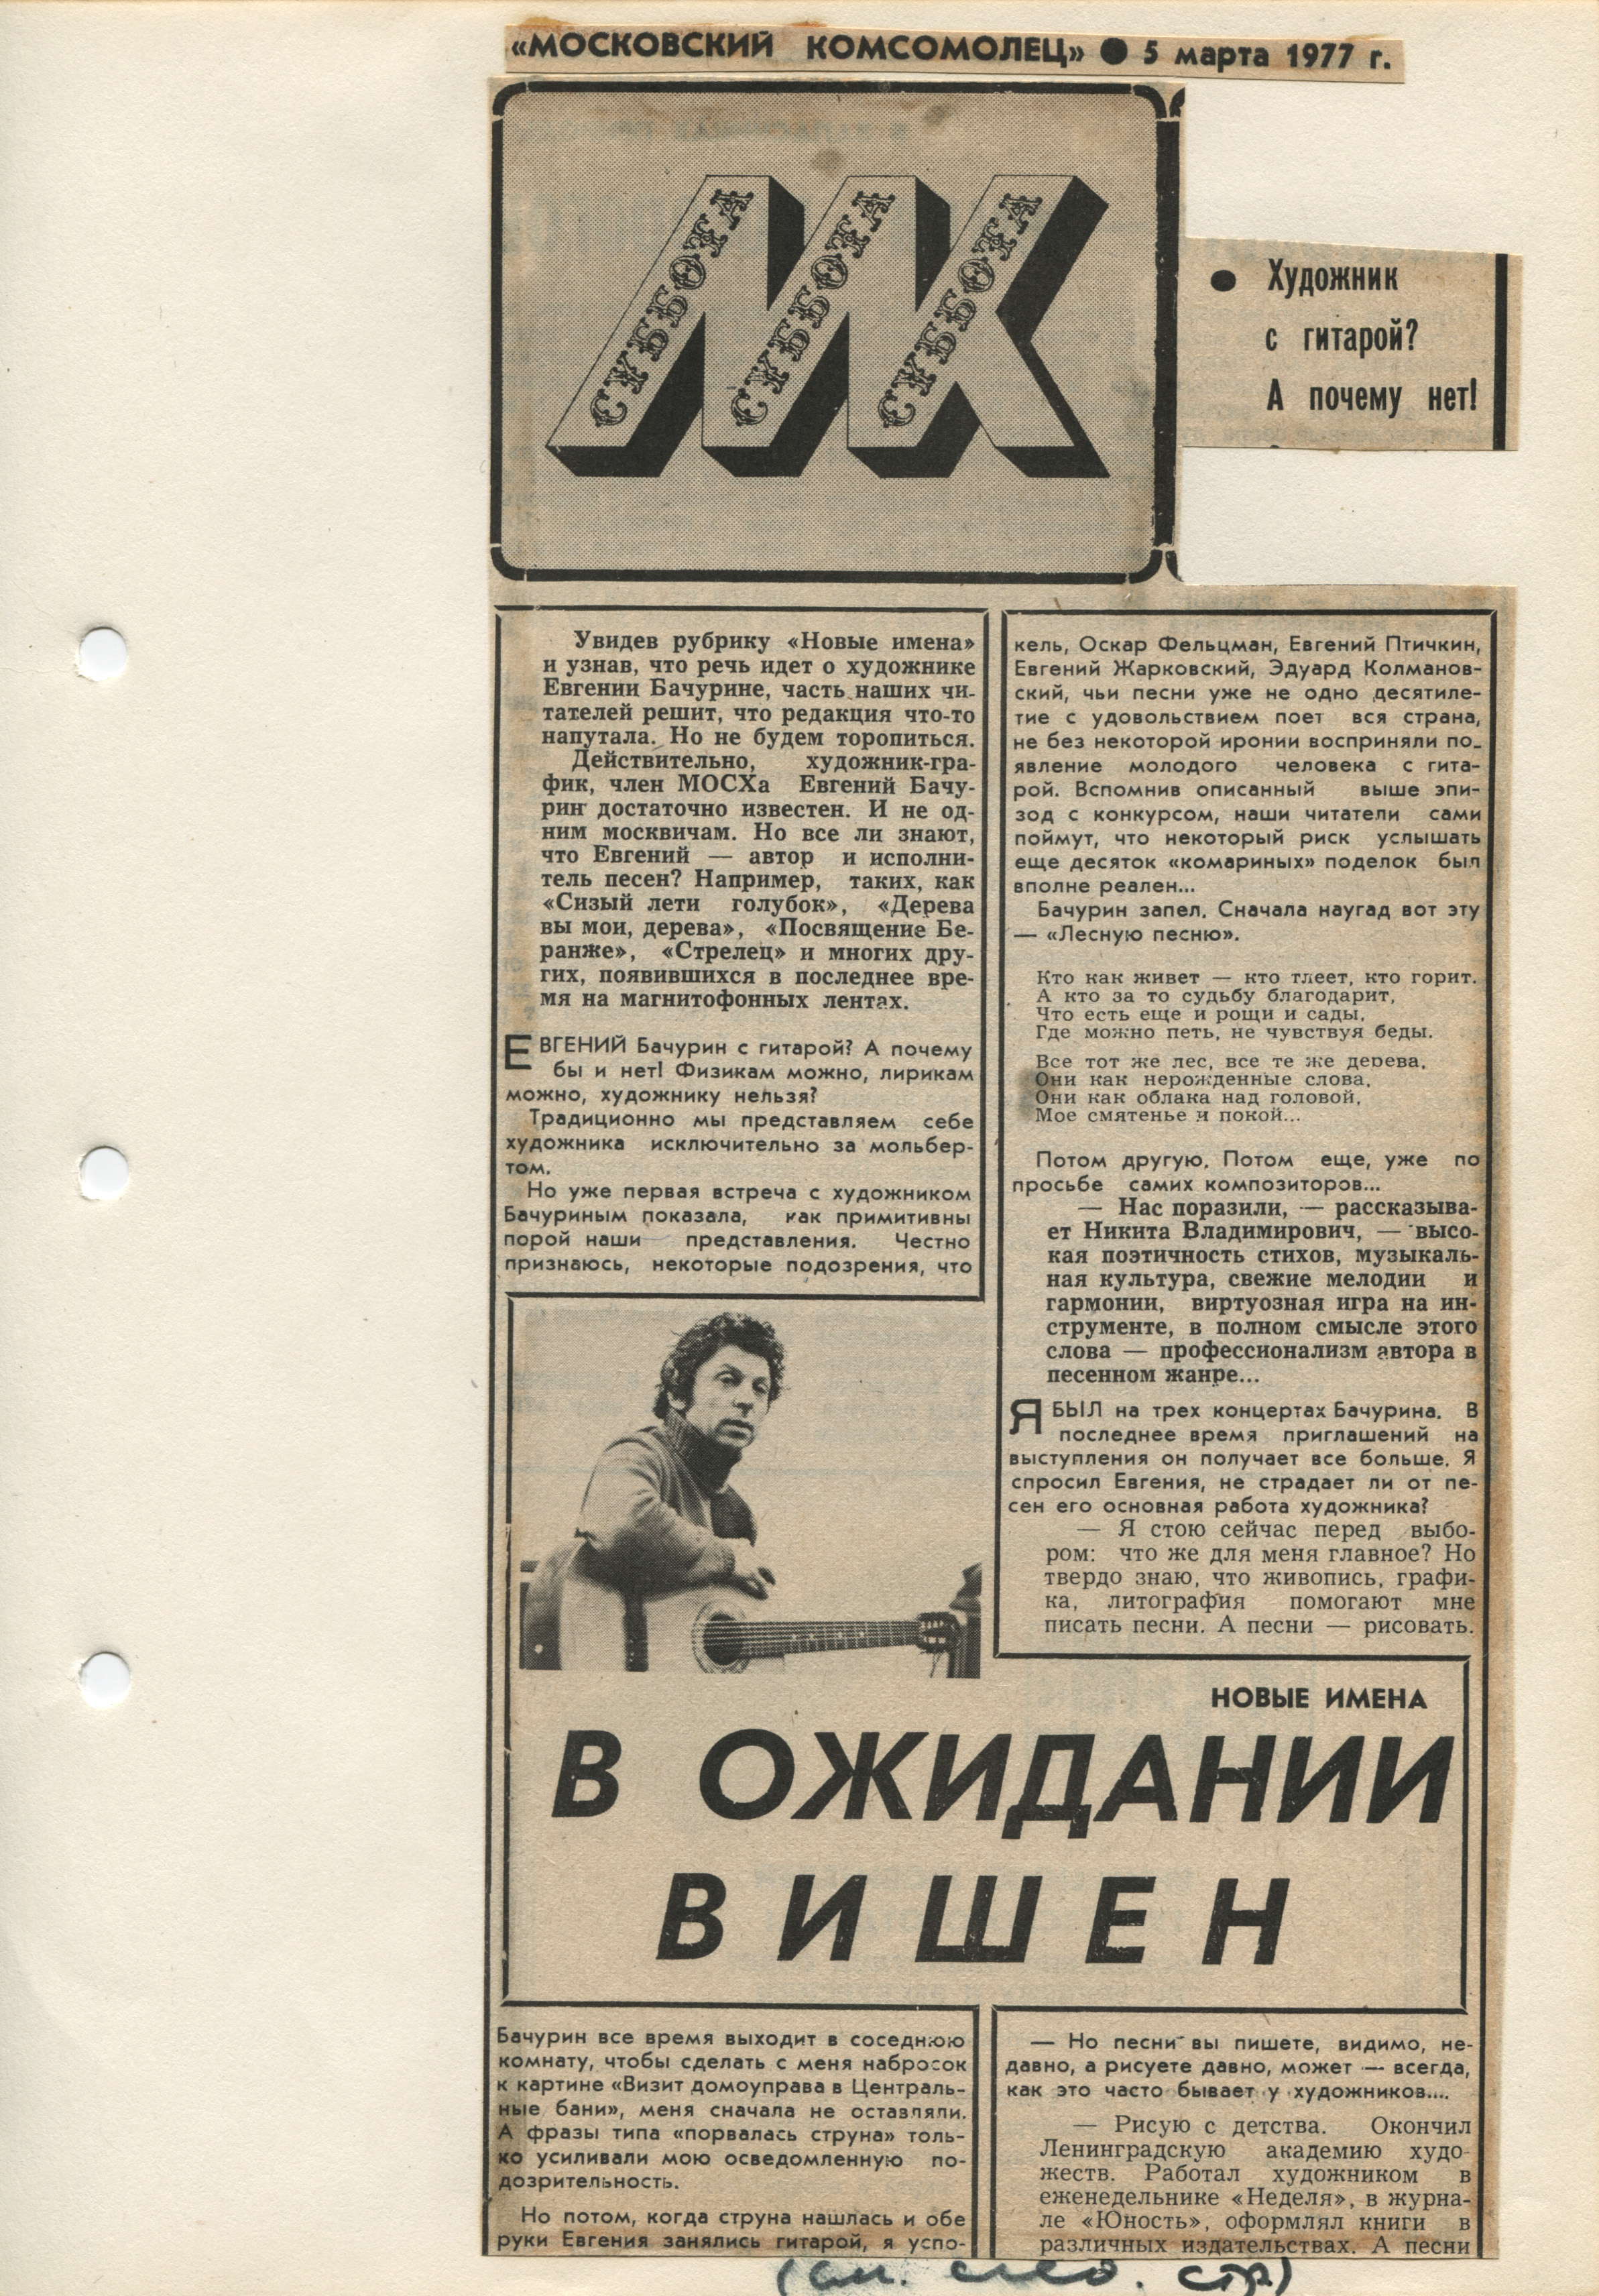 «МОСКОВСКИЙ КОМСОМОЛЕЦ» ● 5 марта 1977 г.
МК
СУББОТА СУББОТА СУББОТА
● Художник
с гитарой?
А почему нет!
Увидев рубрику «Новые имена»
и узнав, что речь идет о художнике
Евгении Бачурине, часть наших чи-
тателей решит, что редакция что-то
напутала. Но не будем торопиться.
Действительно, художник-гра-
фик, член МОСХа Евгений Бачу-
рин достаточно известен. И не од-
ним москвичам. Но все ли знают,
что Евгений — автор и исполни-
тель песен? Например, таких, как
«Сизый лети голубок», «Дерева
вы мои, дерева», «Посвящение Бе-
ранже», «Стрелец» и многих дру-
гих, появившихся в последнее вре-
мя на магнитофонных лентах.
ЕВГЕНИЙ Бачурин с гитарой? А почему
бы и нет! Физикам можно, лирикам
можно, художнику нельзя?
Традиционно мы представляем себе
художника исключительно за мольбер-
том.
Но уже первая встреча с художником
Бачуриным показала, как примитивны
порой наши представления. Честно
признаюсь, некоторые подозрения, что
кель, Оскар Фельцман, Евгений Птичкин,
Евгений Жарковский, Эдуард Колманов-
ский, чьи песни уже не одно десятиле-
тие с удовольствием поет вся страна,
не без некоторой иронии восприняли по-
явление молодого человека с гита-
рой. Вспомнив описанный выше эпи-
зод с конкурсом, наши читатели сами
поймут, что некоторый риск услышать
еще десяток «комариных» поделок был
вполне реален...
Бачурин запел. Сначала наугад вот эту
— «Лесную песню».
Кто как живет — кто тлеет, кто горит.
А кто за то судьбу благодарит,
Что есть еще и рощи и сады,
Где можно петь, не чувствуя беды.
Все тот же лес, все те же дерева,
Они как нерожденные слова,
Они как облака над головой,
Мое смятенье и покой...
Потом другую. Потом еще, уже по
просьбе самих композиторов...
— Нас поразили, — рассказыва-
ет Никита Владимирович, — высо-
кая поэтичность стихов, музыкаль-
ная культура, свежие мелодии и
гармонии, виртуозная игра на ин-
струменте, в полном смысле этого
слова — профессионализм автора в
песенном жанре...
Я БЫЛ на трех концертах Бачурина. В
последнее время приглашений на
выступления он получает все больше. Я
спросил Евгения, не страдает ли от пе-
сен его основная работа художника?
— Я стою сейчас перед выбо-
ром: что же для меня главное? Но
твердо знаю, что живопись, графи-
ка, литография помогают мне
писать песни. А песни — рисовать.
НОВЫЕ ИМЕНА
В ОЖИДАНИИ
ВИШЕН
Бачурин все время выходит в соседнюю
комнату, чтобы сделать с меня набросок
к картине «Визит домоуправа в Централь-
ные бани», меня сначала не оставляли.
А фразы типа «порвалась струна» толь-
ко усиливали мою осведомленную по-
дозрительность.
Но потом, когда струна нашлась и обе
руки Евгения занялись гитарой, я успо-
— Но песни вы пишете, видимо, не-
давно, а рисуете давно, может — всегда,
как это часто бывает у художников....
— Рисую с детства. Окончил
Ленинградскую академию худо-
жеств. Работал художником в
еженедельнике «Неделя», в журна-
ле «Юность», оформлял книги в
различных издательствах. А песни
(см. след. стр)